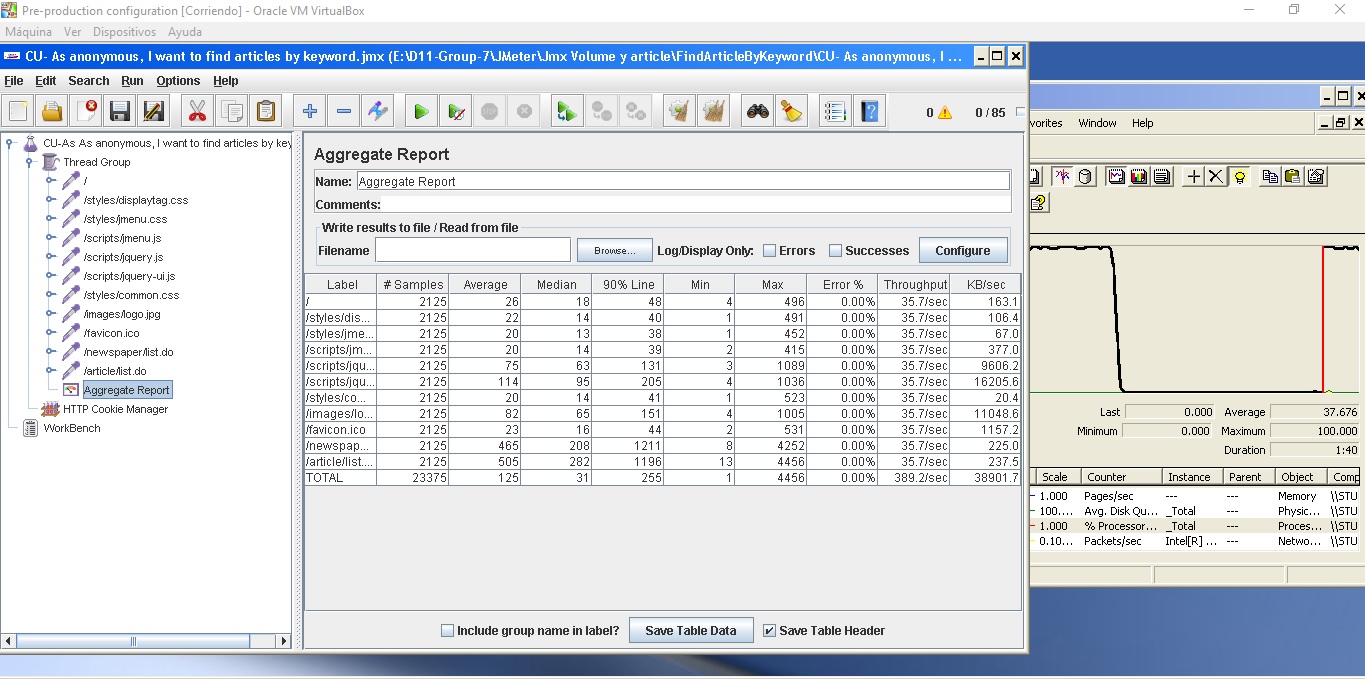 Pre-production configuration [Corriendo] - Oracle VM VirtualBox
Máquina Ver Dispositivos Ayuda
CU- As anonymous, I want to find articles by keyword.jmx (E:\D11-Group-7\JMeter\Jmx Volume y article\FindArticleByKeyword\CU- As anonymous, I ...
File Edit Search Run Options Help
0 0 / 85
CU-As As anonymous, I want to find articles by key
Thread Group
/
/styles/displaytag.css
/styles/jmenu.css
/scripts/jmenu.js
/scripts/jquery.js
/scripts/jquery-ui.js
/styles/common.css
/images/logo.jpg
/favicon.ico
/newspaper/list.do
/article/list.do
Aggregate Report
HTTP Cookie Manager
WorkBench
Aggregate Report
Name: Aggregate Report
Comments:
Write results to file / Read from file
Filename Browse... Log/Display Only: Errors Successes Configure
Label # Samples Average Median 90% Line Min Max Error % Throughput KB/sec
/ 2125 26 18 48 4 496 0.00% 35.7/sec 163.1
/styles/dis... 2125 22 14 40 1 491 0.00% 35.7/sec 106.4
/styles/jme... 2125 20 13 38 1 452 0.00% 35.7/sec 67.0
/scripts/jm... 2125 20 14 39 2 415 0.00% 35.7/sec 377.0
/scripts/jqu... 2125 75 63 131 3 1089 0.00% 35.7/sec 9606.2
/scripts/jqu... 2125 114 95 205 4 1036 0.00% 35.7/sec 16205.6
/styles/co... 2125 20 14 41 1 523 0.00% 35.7/sec 20.4
/images/lo... 2125 82 65 151 4 1005 0.00% 35.7/sec 11048.6
/favicon.ico 2125 23 16 44 2 531 0.00% 35.7/sec 1157.2
/newspap... 2125 465 208 1211 8 4252 0.00% 35.7/sec 225.0
/article/list.... 2125 505 282 1196 13 4456 0.00% 35.7/sec 237.5
TOTAL 23375 125 31 255 1 4456 0.00% 389.2/sec 38901.7
Include group name in label? Save Table Data Save Table Header
vorites Window Help
Last 0.000 Average 37.676
Minimum 0.000 Maximum 100.000
Duration 1:40
Scale Counter Instance Parent Object Comp
1.000 Pages/sec --- --- Memory \\STU
100.... Avg. Disk Qu... _Total --- Physic... \\STU
1.000 % Processor... _Total --- Proces... \\STU
0.10... Packets/sec Intel[R] ... --- Netwo... \\STU